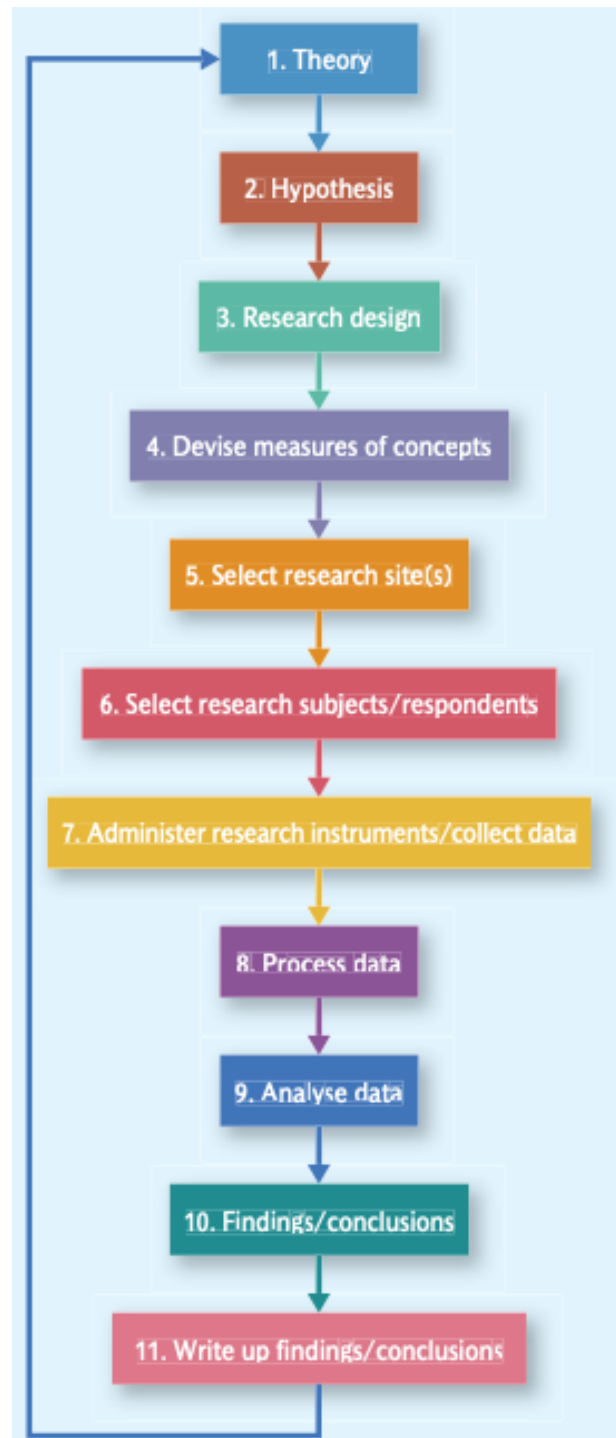 1. Theory
2. Hypothesis
3. Research design
4. Devise measures of concepts
5. Select research site(s)
6. Select research subjects/respondents
7. Administer research instruments/collect data
8. Process data
9. Analyse data
10. Findings/conclusions
11. Write up findings/conclusions